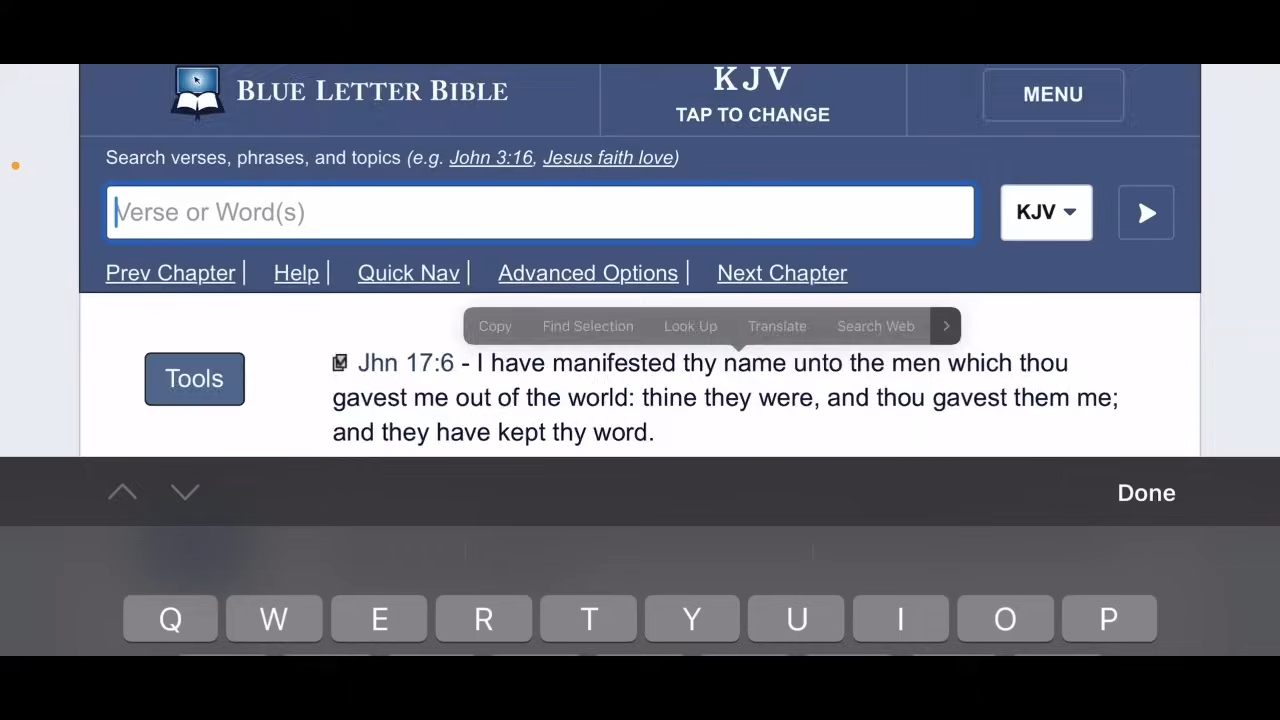 BLUE LETTER BIBLE
KJV
TAP TO CHANGE
MENU
Search verses, phrases, and topics (e.g. John 3:16, Jesus faith love)
Verse or Word(s)
KJV
Prev Chapter | Help | Quick Nav | Advanced Options | Next Chapter
Copy Find Selection Look Up Translate Search Web
Tools
Jhn 17:6 - I have manifested thy name unto the men which thou
gavest me out of the world: thine they were, and thou gavest them me;
and they have kept thy word.
Done
Q W E R T Y U I O P